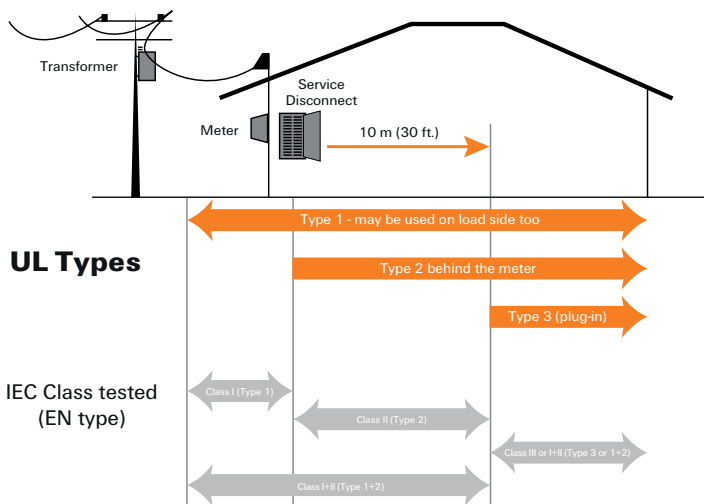 Transformer
Service
Disconnect
Meter
10 m (30 ft.)
Type 1 - may be used on load side too
UL Types
Type 2 behind the meter
Type 3 (plug-in)
IEC Class tested
(EN type)
Class I (Type 1)
Class II (Type 2)
Class III or I+II (Type 3 or 1+2)
Class I+II (Type 1+2)